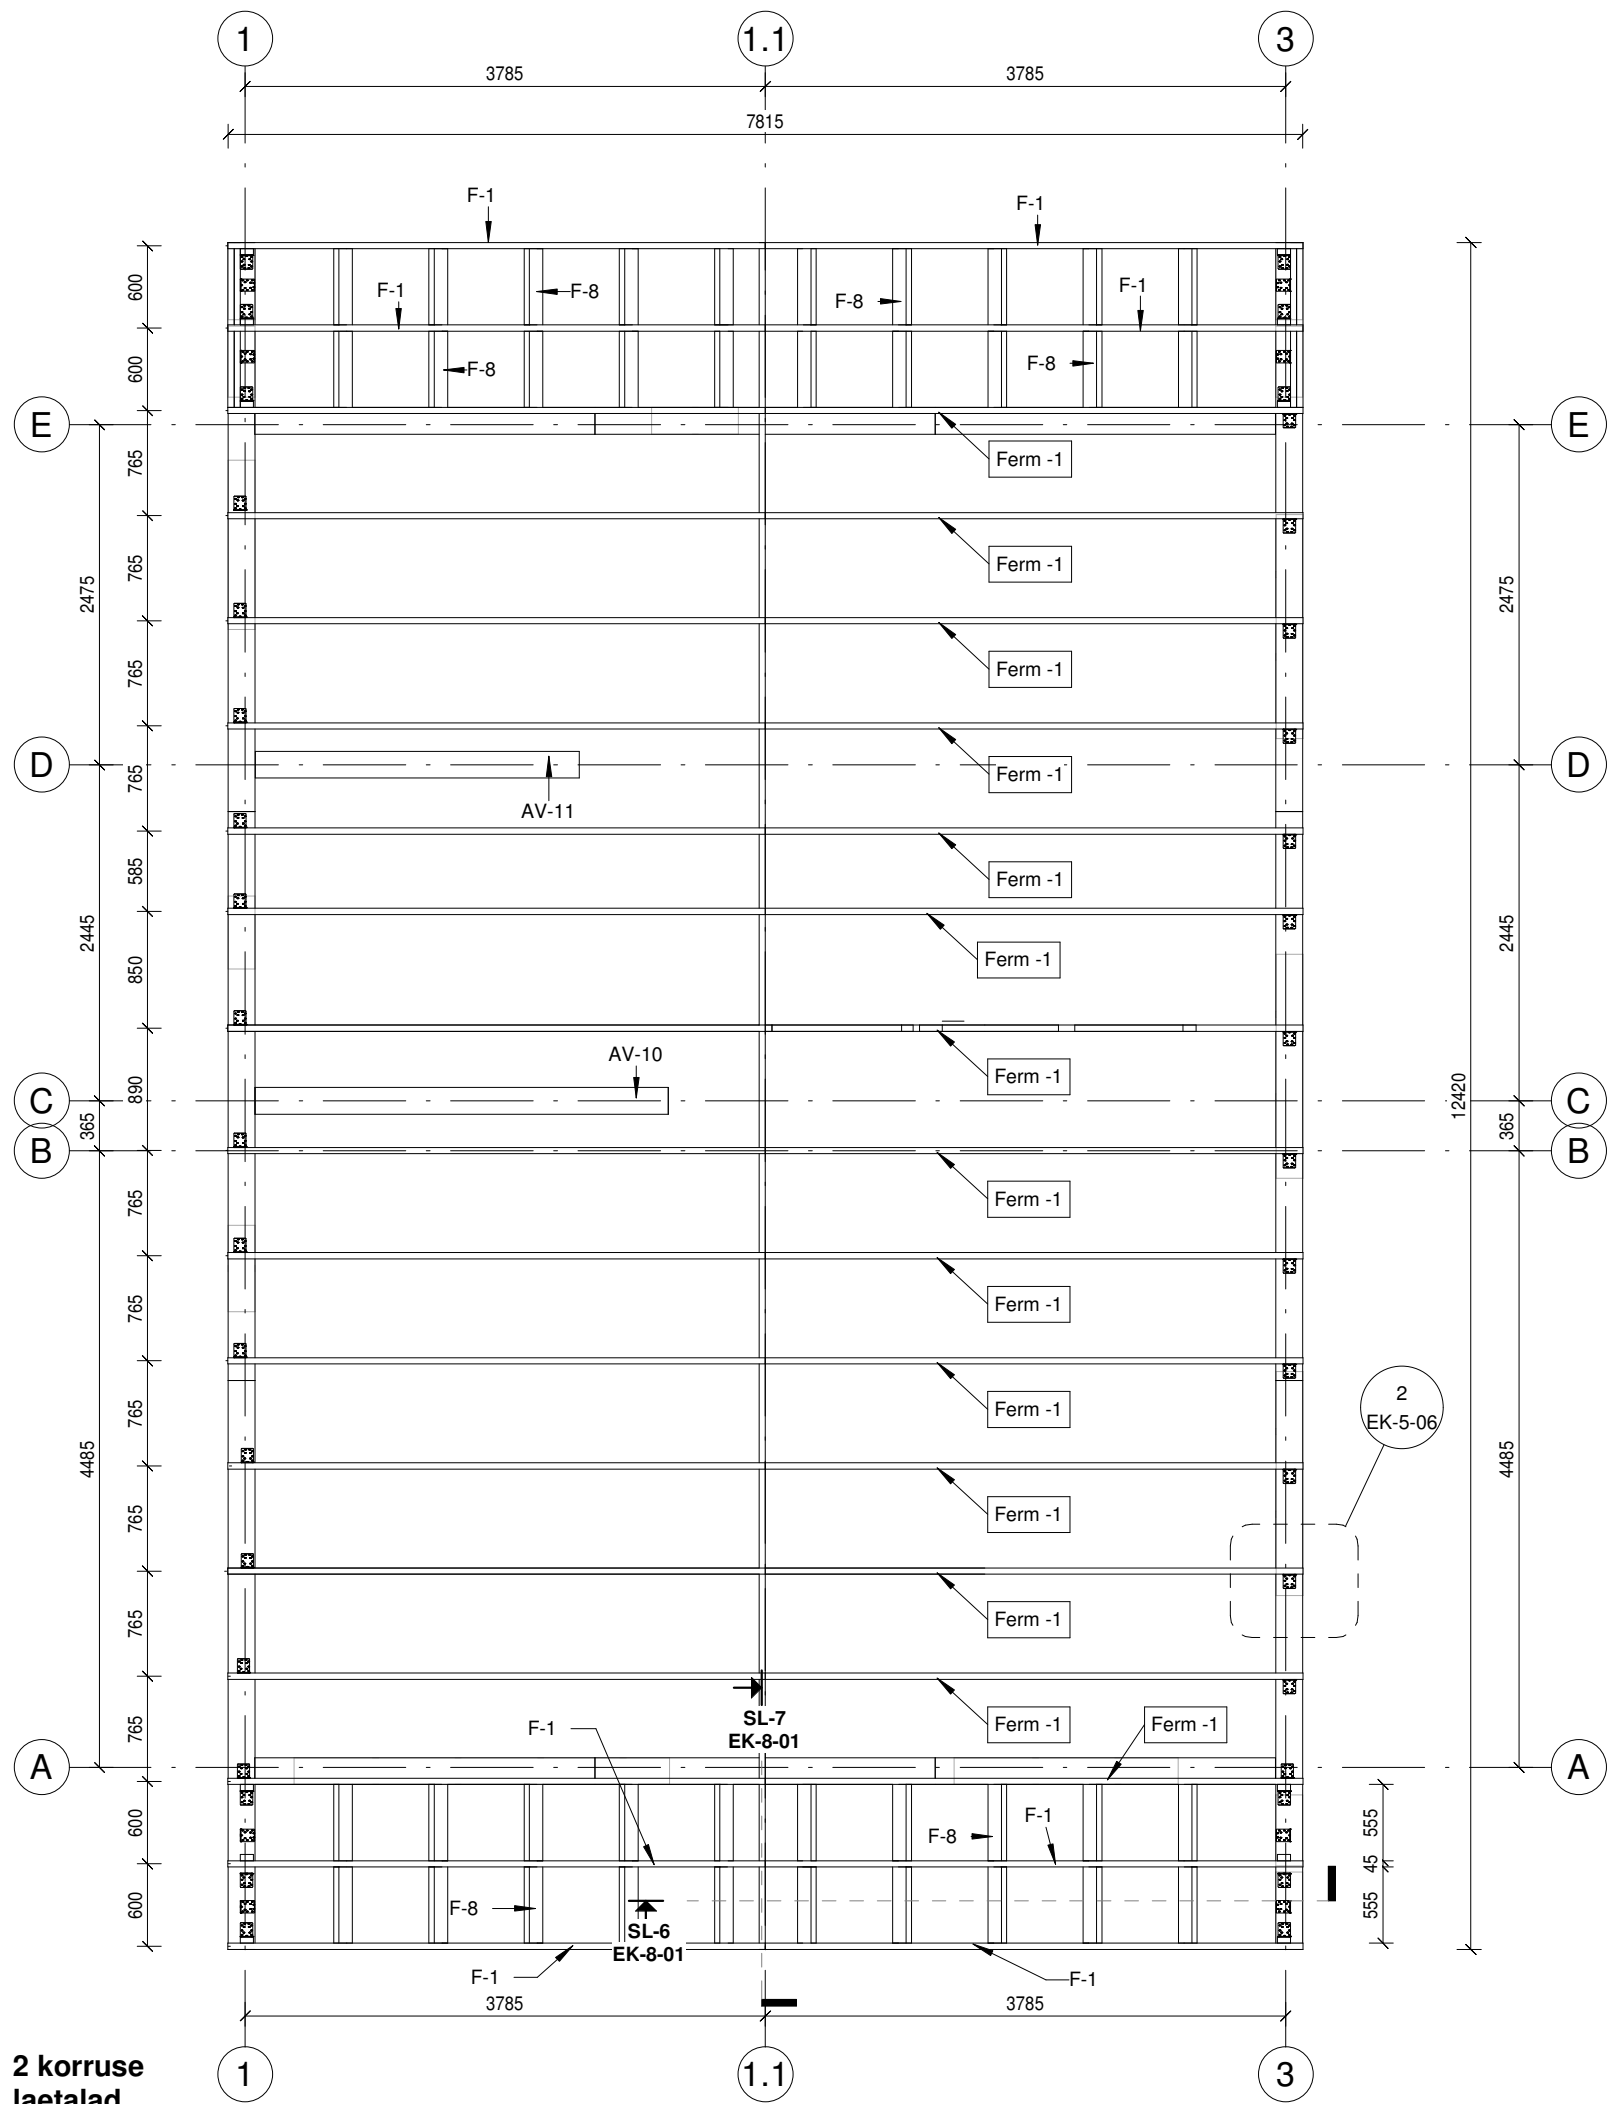 1
1.1
3
3785
3785
7815
F-1
F-1
600
F-1
F-8
F-8
F-1
600
F-8
F-8
E
E
765
Ferm -1
765
Ferm -1
2475
2475
765
Ferm -1
D
D
765
Ferm -1
AV-11
585
Ferm -1
2445
2445
850
Ferm -1
AV-10
890
Ferm -1
12420
C
C
365
365
B
B
765
Ferm -1
765
Ferm -1
765
Ferm -1
2
EK-5-06
4485
4485
765
Ferm -1
765
Ferm -1
SL-7
EK-8-01
765
F-1
Ferm -1
Ferm -1
A
A
600
F-8
F-1
555
45
600
F-8
555
SL-6
EK-8-01
F-1
F-1
3785
3785
1
1.1
3
2 korruse
laetalad